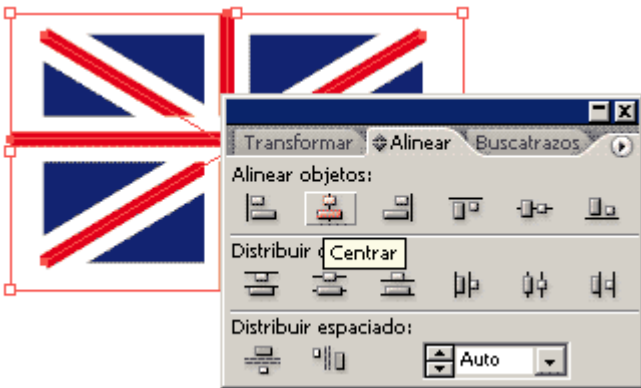 Transformar Alinear Buscatrazos
Alinear objetos:
Distribuir
Centrar
Distribuir espaciado:
Auto